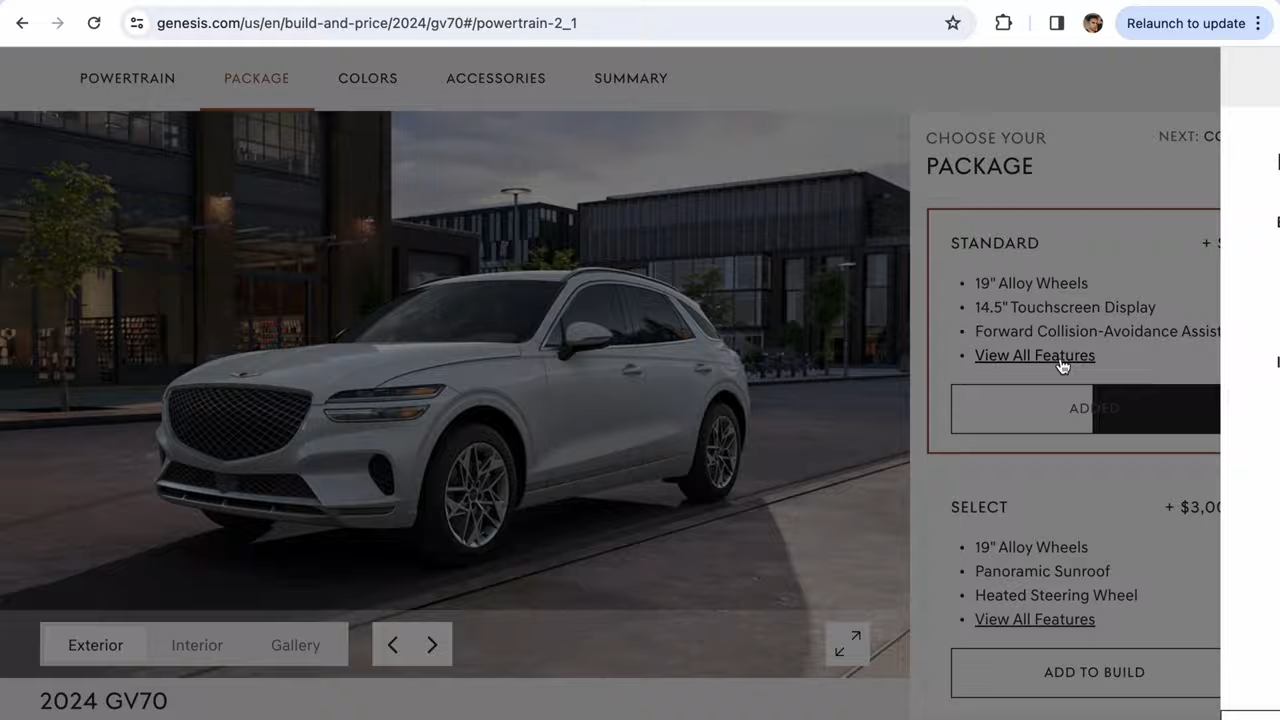 genesis.com/us/en/build-and-price/2024/gv70#/powertrain-2_1
Relaunch to update
POWERTRAIN
PACKAGE
COLORS
ACCESSORIES
SUMMARY
CHOOSE YOUR
NEXT:
PACKAGE
STANDARD
+
• 19" Alloy Wheels
• 14.5" Touchscreen Display
• Forward Collision-Avoidance Assist
• View All Features
ADDED
SELECT
+ $3,00
• 19" Alloy Wheels
• Panoramic Sunroof
• Heated Steering Wheel
• View All Features
ADD TO BUILD
Exterior
Interior
Gallery
2024 GV70